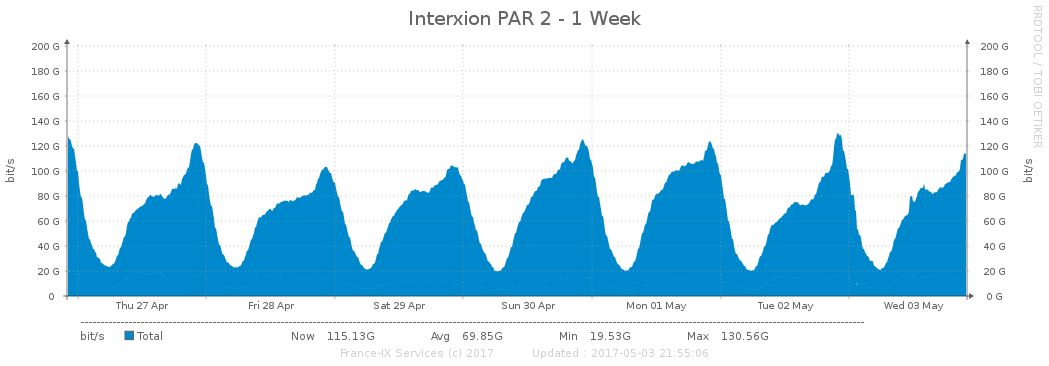 Interxion PAR 2 - 1 Week
RRDTOOL / TOBI OETIKER
200 G 200 G
180 G 180 G
160 G 160 G
140 G 140 G
120 G 120 G
100 G 100 G
80 G 80 G
60 G 60 G
40 G 40 G
20 G 20 G
0 0 G
bit/s
bit/s
Thu 27 Apr Fri 28 Apr Sat 29 Apr Sun 30 Apr Mon 01 May Tue 02 May Wed 03 May
bit/s Total Now 115.13G Avg 69.85G Min 19.53G Max 130.56G
France-IX Services (c) 2017 Updated : 2017-05-03 21:55:06